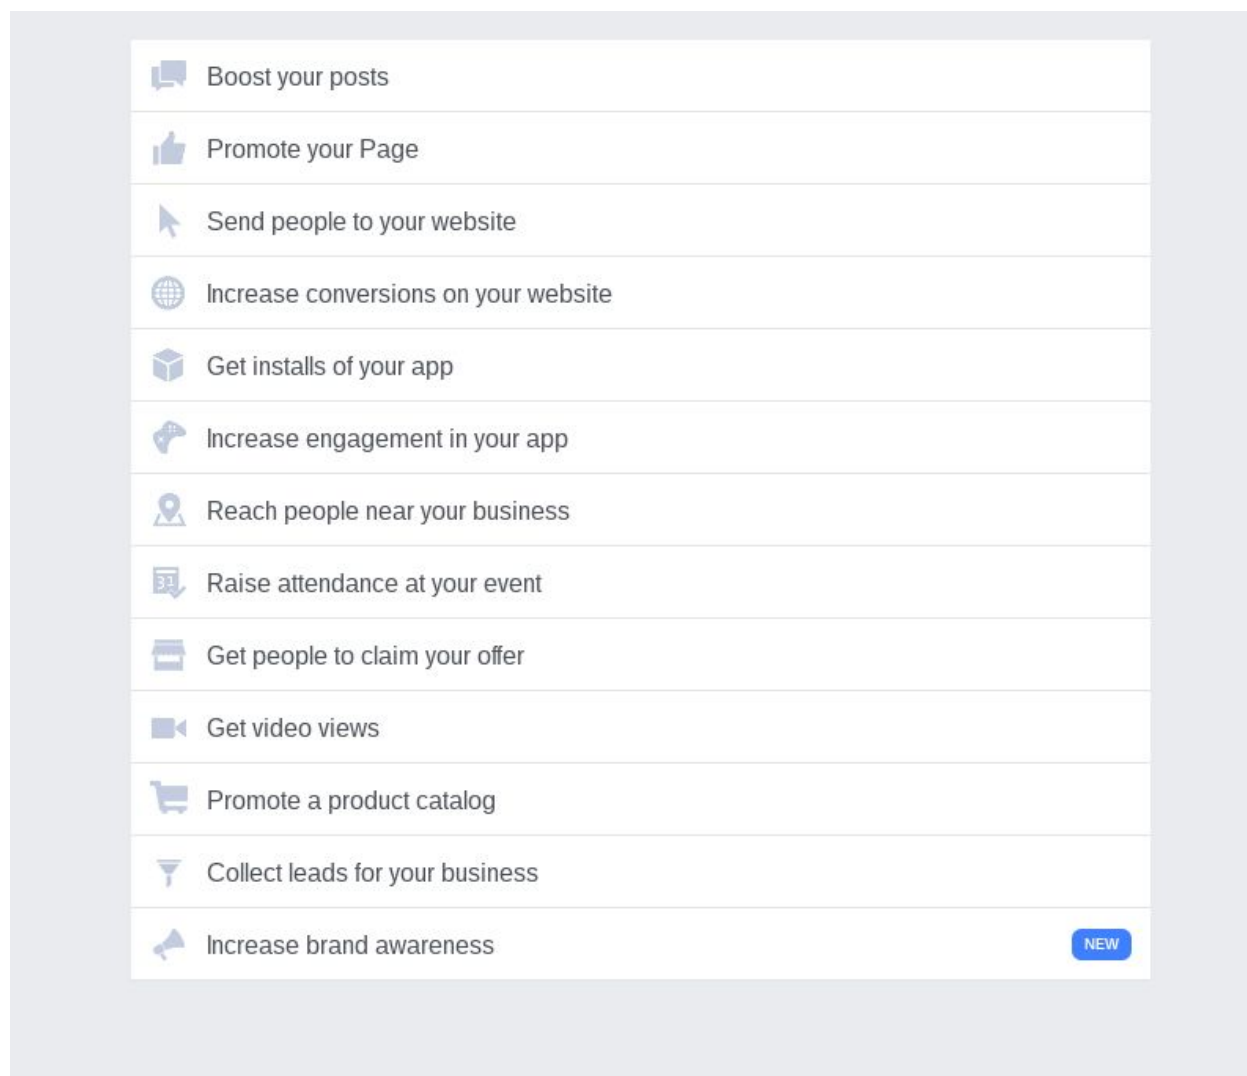 Boost your posts
Promote your Page
Send people to your website
Increase conversions on your website
Get installs of your app
Increase engagement in your app
Reach people near your business
31
Raise attendance at your event
Get people to claim your offer
Get video views
Promote a product catalog
Collect leads for your business
Increase brand awareness
NEW